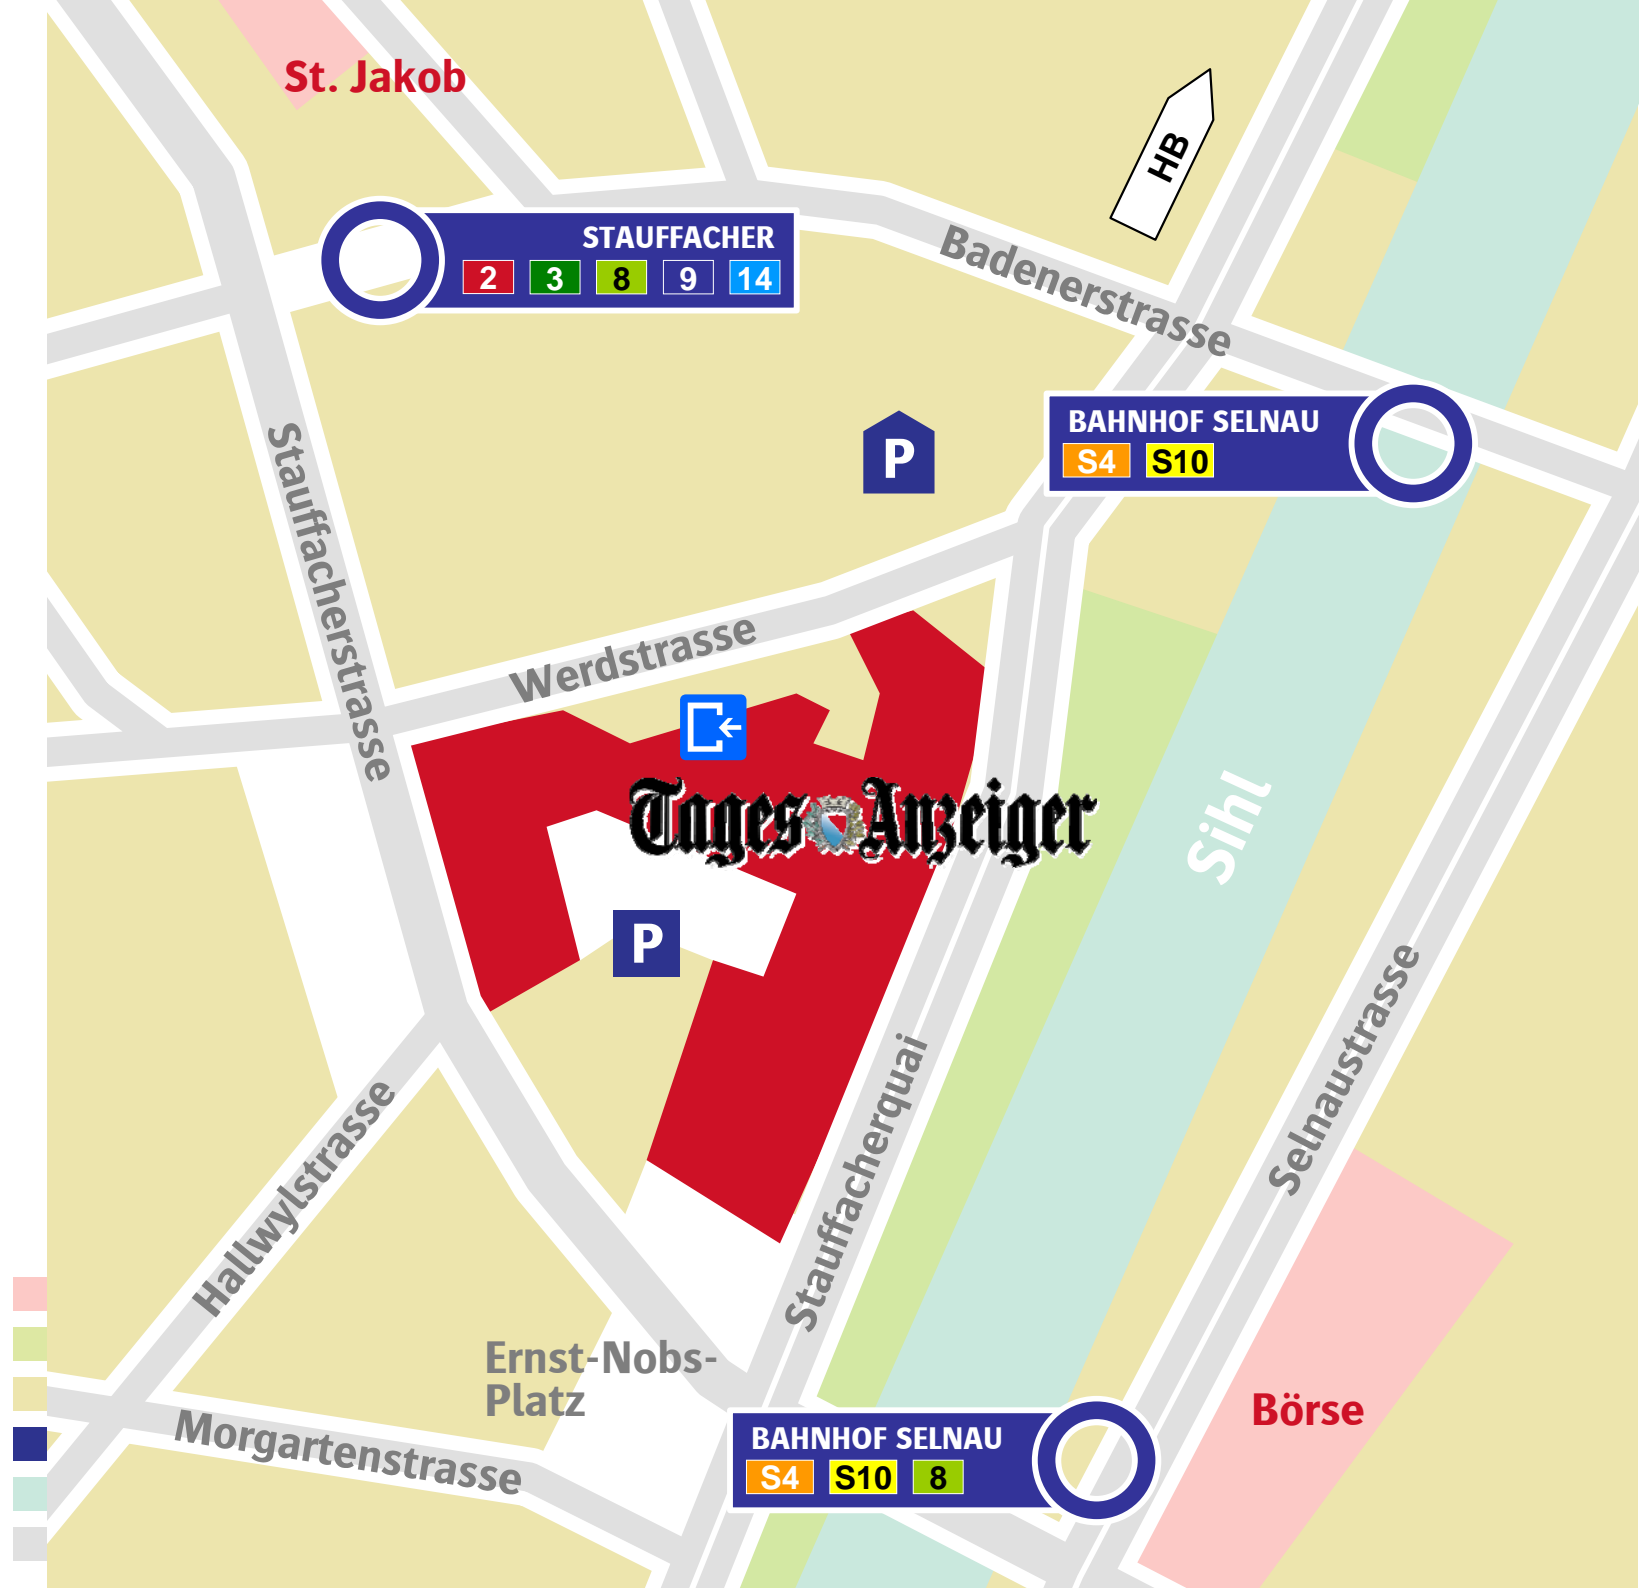 St. Jakob
HB
STAUFFACHER
2 3 8 9 14
Badenerstrasse
BAHNHOF SELNAU
S4 S10
P
Stauffacherstrasse
Werdstrasse
Tages Anzeiger
Sihl
P
Selnaustrasse
Stauffacherquai
Hallwylstrasse
Ernst-Nobs-
Platz
Börse
Morgartenstrasse
BAHNHOF SELNAU
S4 S10 8